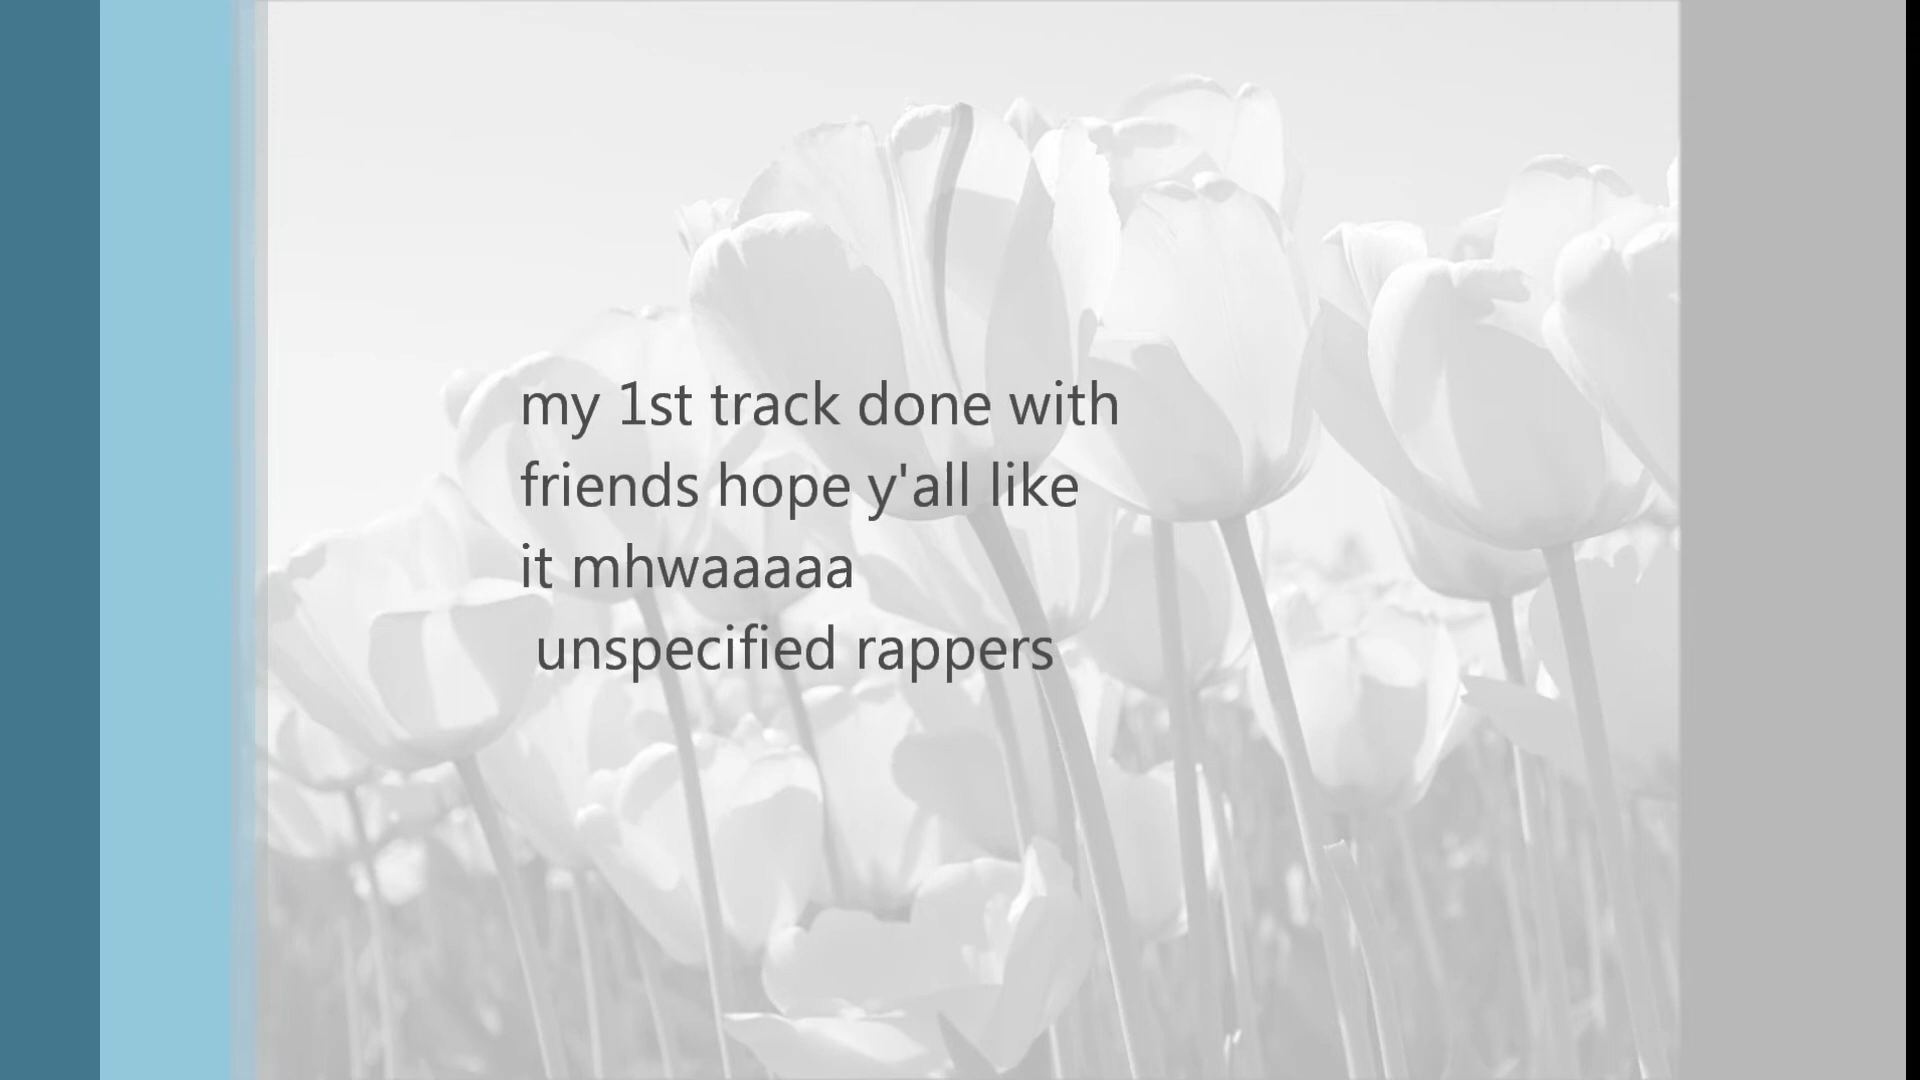 my 1st track done with
friends hope y'all like
it mhwaaaaa
unspecified rappers